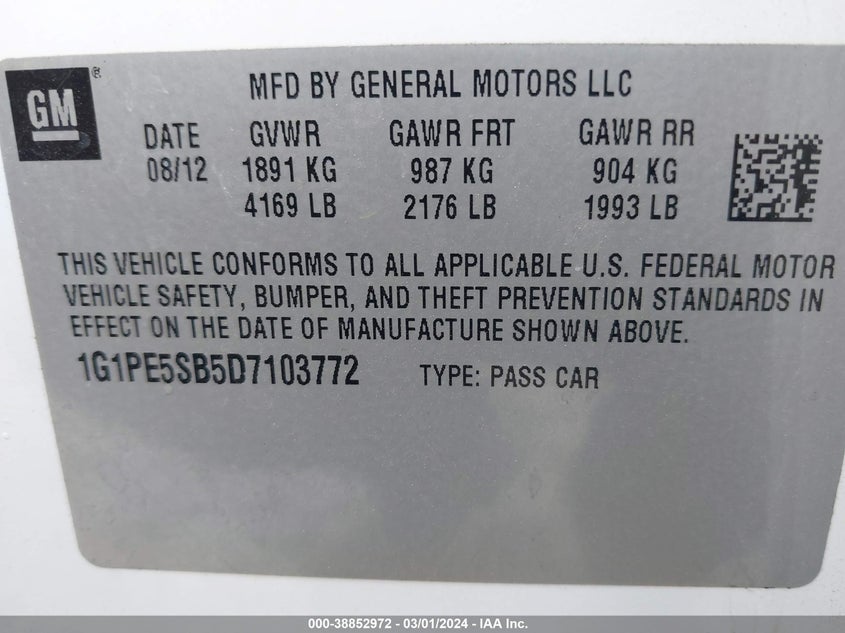 GM ®
MFD BY GENERAL MOTORS LLC
DATE GVWR GAWR FRT GAWR RR
08/12 1891 KG 987 KG 904 KG
4169 LB 2176 LB 1993 LB
THIS VEHICLE CONFORMS TO ALL APPLICABLE U.S. FEDERAL MOTOR
VEHICLE SAFETY, BUMPER, AND THEFT PREVENTION STANDARDS IN
EFFECT ON THE DATE OF MANUFACTURE SHOWN ABOVE.
1G1PE5SB5D7103772 TYPE: PASS CAR
000-38852972 - 03/01/2024 - IAA Inc.